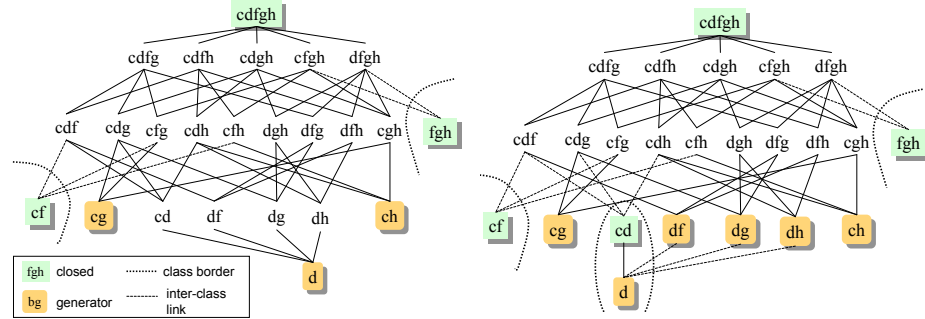 cdfgh
cdfg cdfh cdgh cfgh dfgh
cdf cdg cfg cdh cfh dgh dfg dfh cgh
fgh
cf cg cd df dg dh ch
d
fgh closed class border
bg generator inter-class
link
cdfgh
cdfg cdfh cdgh cfgh dfgh
cdf cdg cfg cdh cfh dgh dfg dfh cgh
fgh
cf cg cd df dg dh ch
d